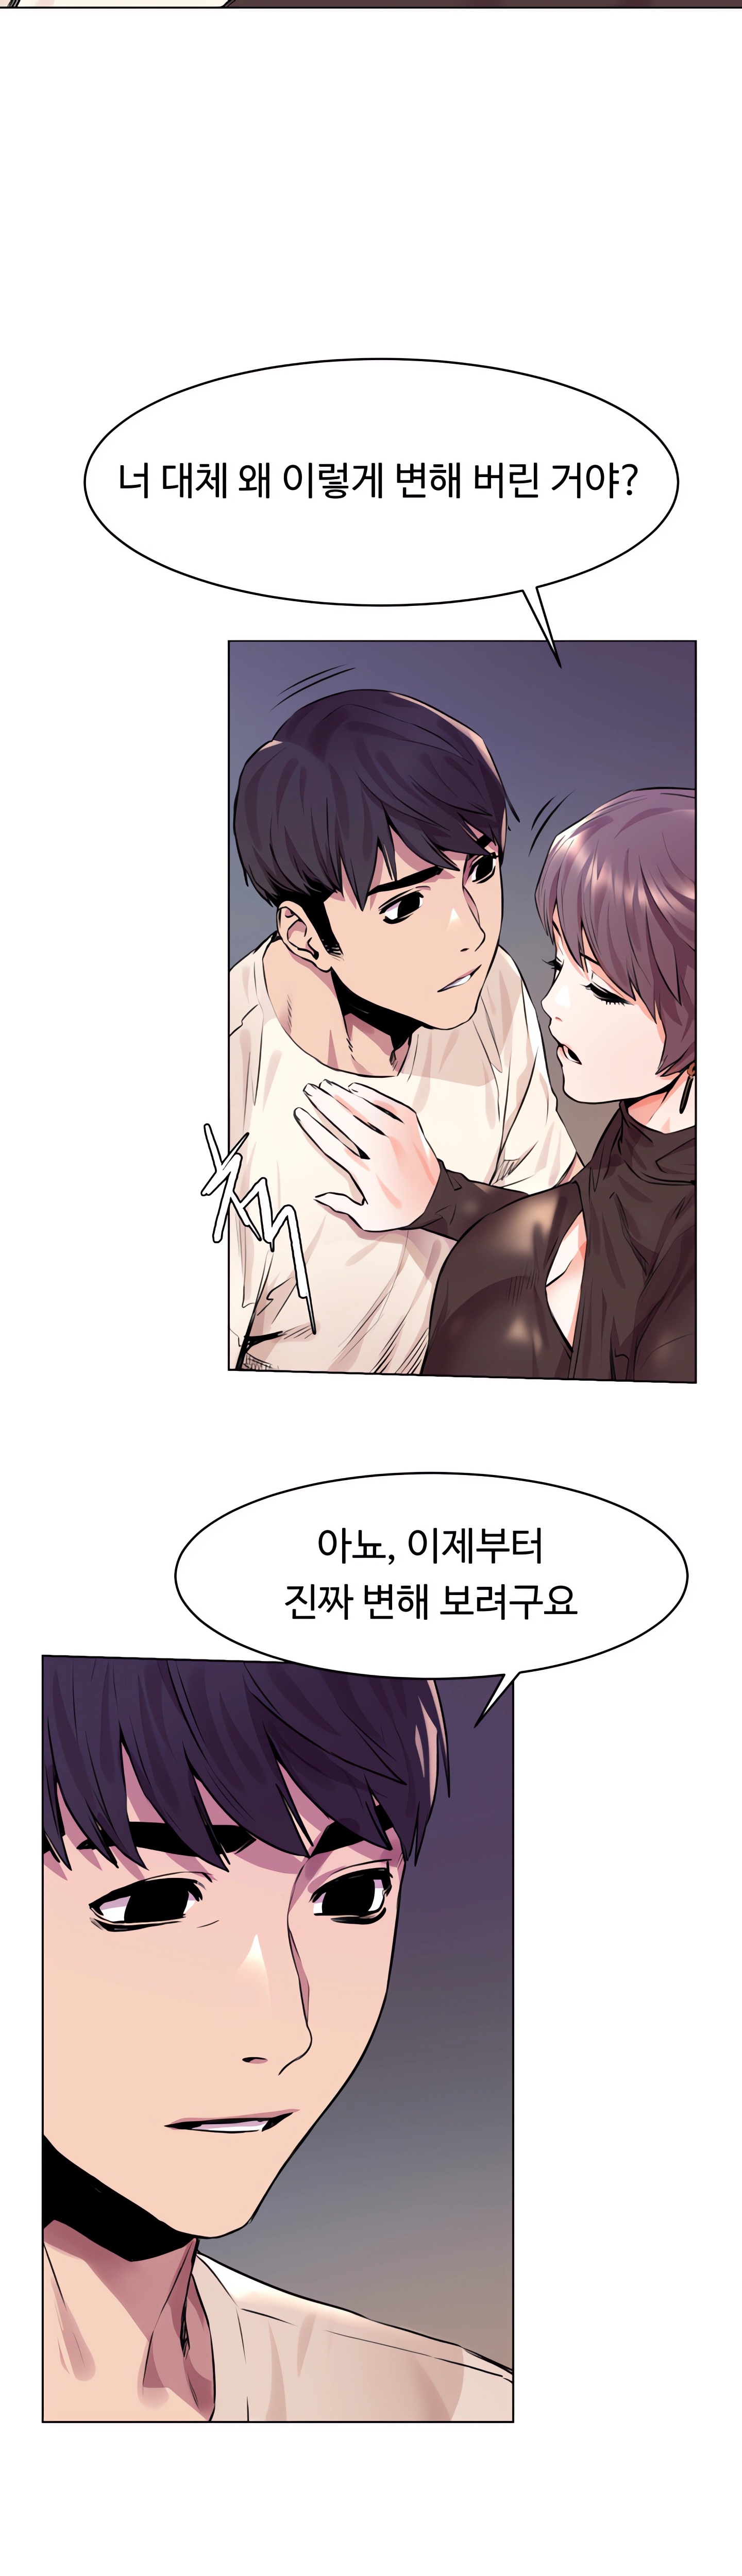 너 대체 왜 이렇게 변해 버린 거야?
아뇨, 이제부터
진짜 변해 보려구요